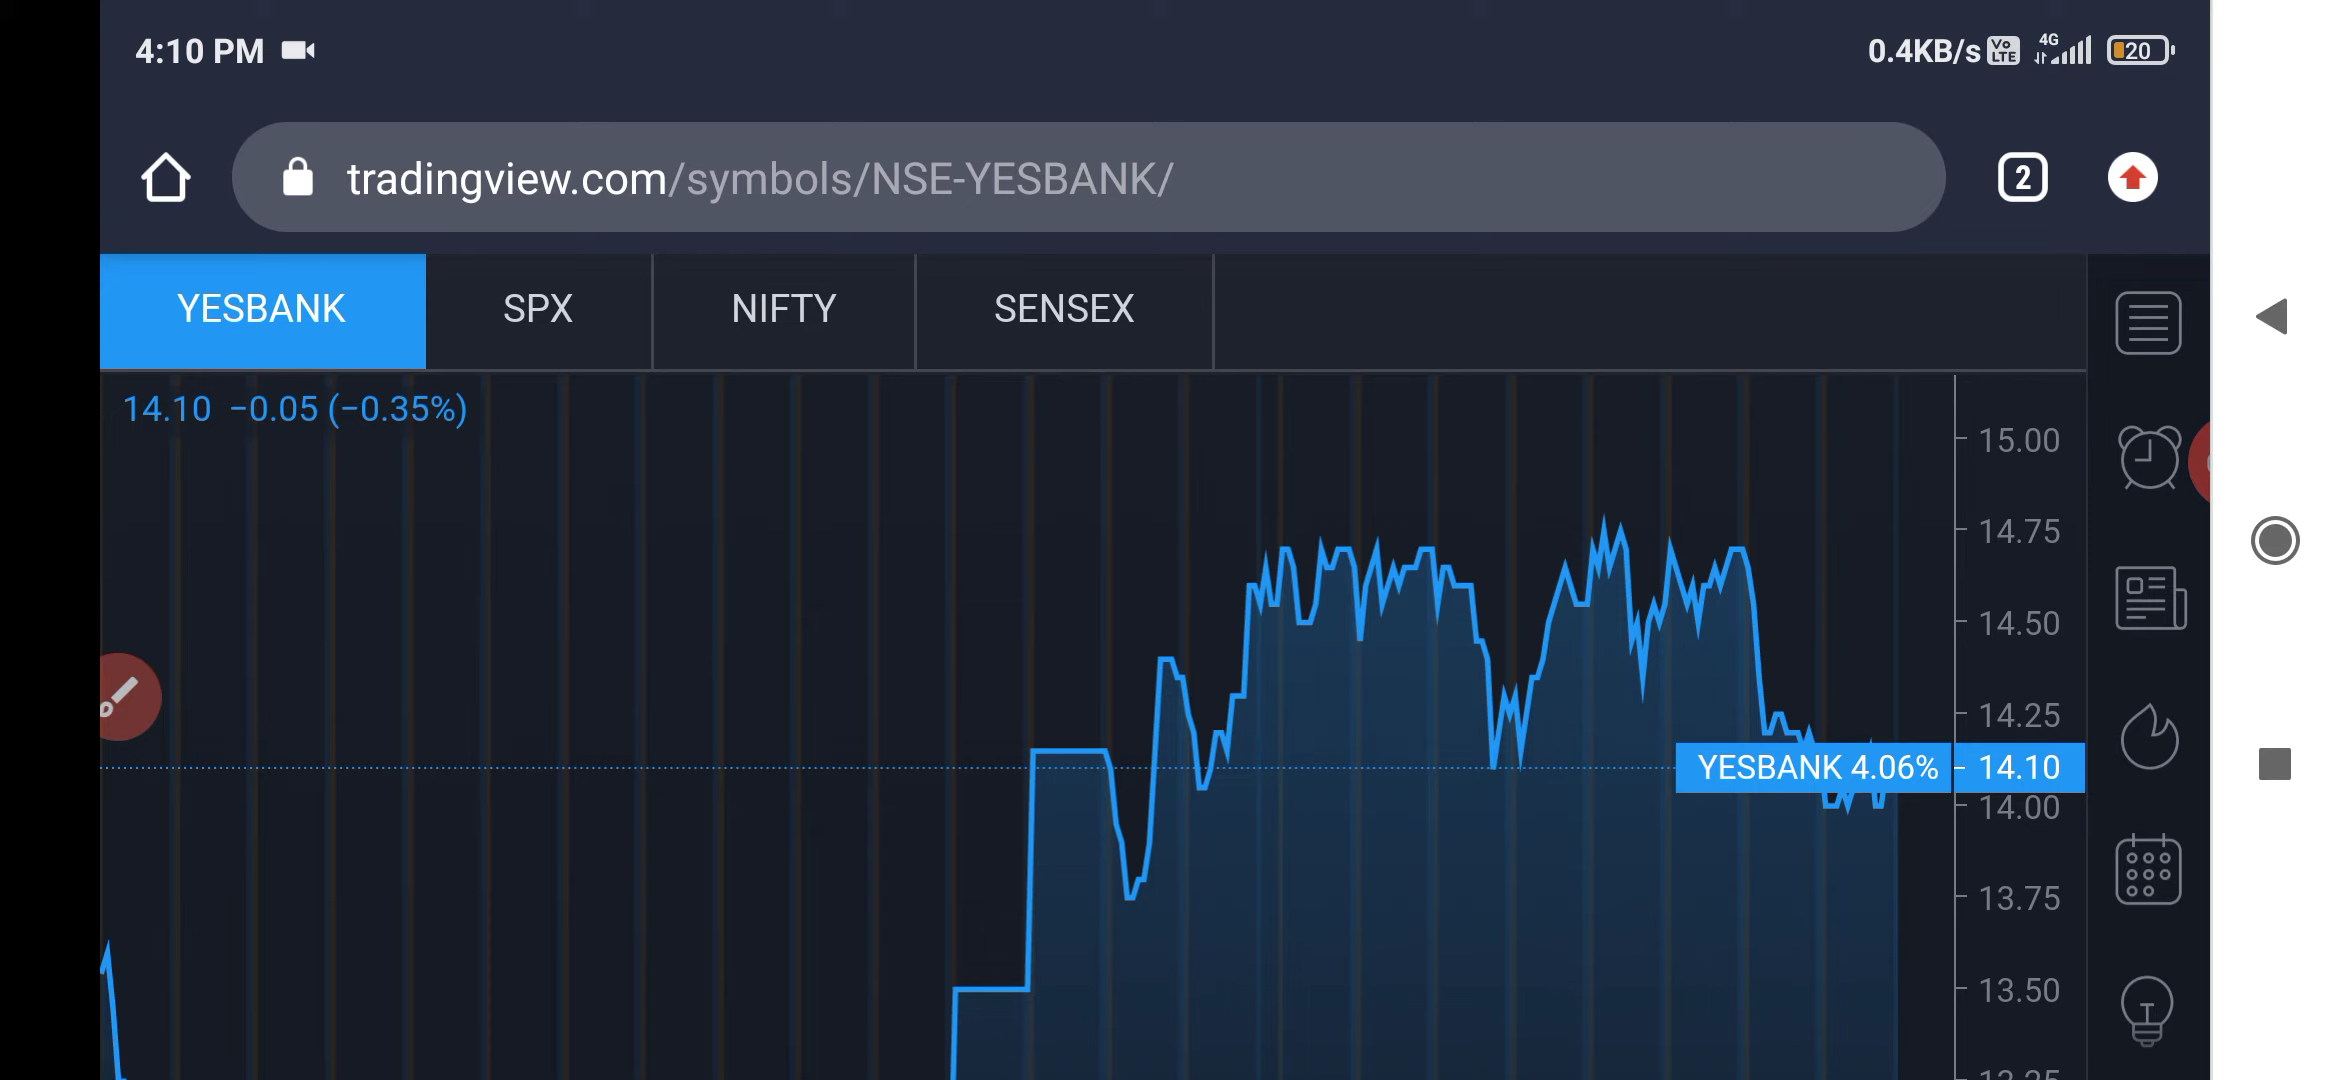 4:10 PM
0.4KB/s Vo LTE 4G 20
tradingview.com/symbols/NSE-YESBANK/
2
YESBANK SPX NIFTY SENSEX
14.10 −0.05 (−0.35%)
15.00
14.75
14.50
14.25
YESBANK 4.06% 14.10
14.00
13.75
13.50